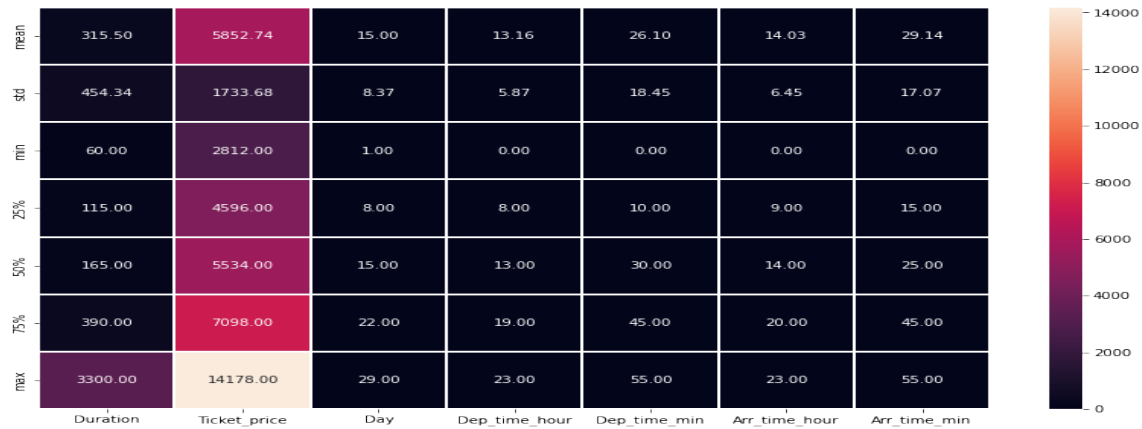 mean 315.50 5852.74 15.00 13.16 26.10 14.03 29.14
std 454.34 1733.68 8.37 5.87 18.45 6.45 17.07
min 60.00 2812.00 1.00 0.00 0.00 0.00 0.00
25% 115.00 4596.00 8.00 8.00 10.00 9.00 15.00
50% 165.00 5534.00 15.00 13.00 30.00 14.00 25.00
75% 390.00 7098.00 22.00 19.00 45.00 20.00 45.00
max 3300.00 14178.00 29.00 23.00 55.00 23.00 55.00
Duration Ticket_price Day Dep_time_hour Dep_time_min Arr_time_hour Arr_time_min
14000
12000
10000
8000
6000
4000
2000
0